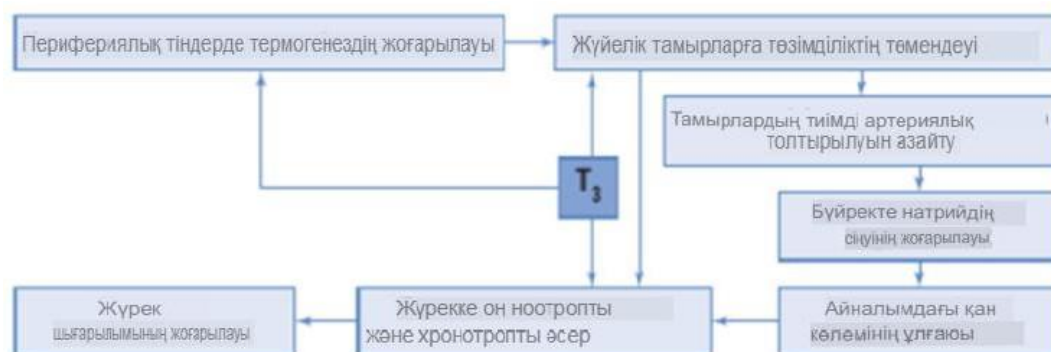 Перифериялық тіндерде термогенездің жоғарылауы
Жүйелік тамырларға төзімділіктің төмендеуі
Тамырлардың тиімді артериялық
толтырылуын азайту
T3
Бүйректе натрийдің
сіңуінің жоғарылауы
Жүрек
шығарылымының жоғарылауы
Жүрекке он ноотропты
және хронотропты әсер
Айналымдағы қан
көлемінің ұлғаюы